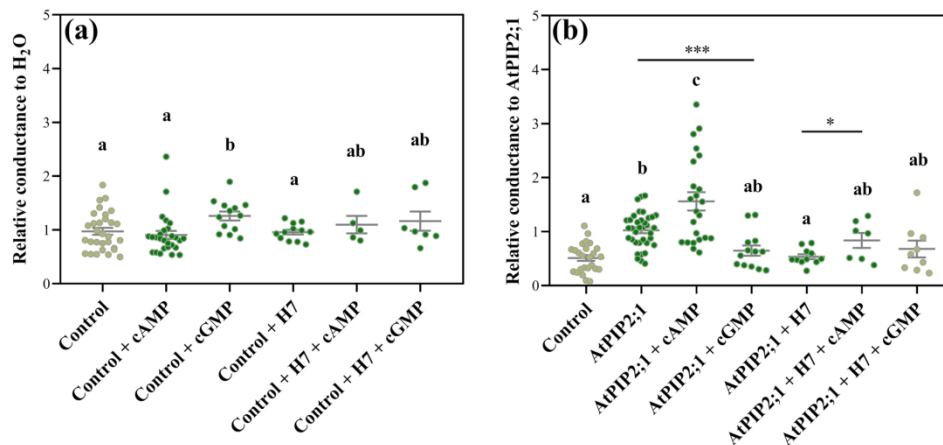 (a)
Relative conductance to H₂O
5
4
3
2
1
0
a
a
b
a
ab
ab
Control
Control + cAMP
Control + cGMP
Control + H7
Control + H7 + cAMP
Control + H7 + cGMP
(b)
Relative conductance to AtPIP2;1
5
4
3
2
1
0
***
c
*
a
b
ab
a
ab
ab
Control
AtPIP2;1
AtPIP2;1 + cAMP
AtPIP2;1 + cGMP
AtPIP2;1 + H7
AtPIP2;1 + H7 + cAMP
AtPIP2;1 + H7 + cGMP